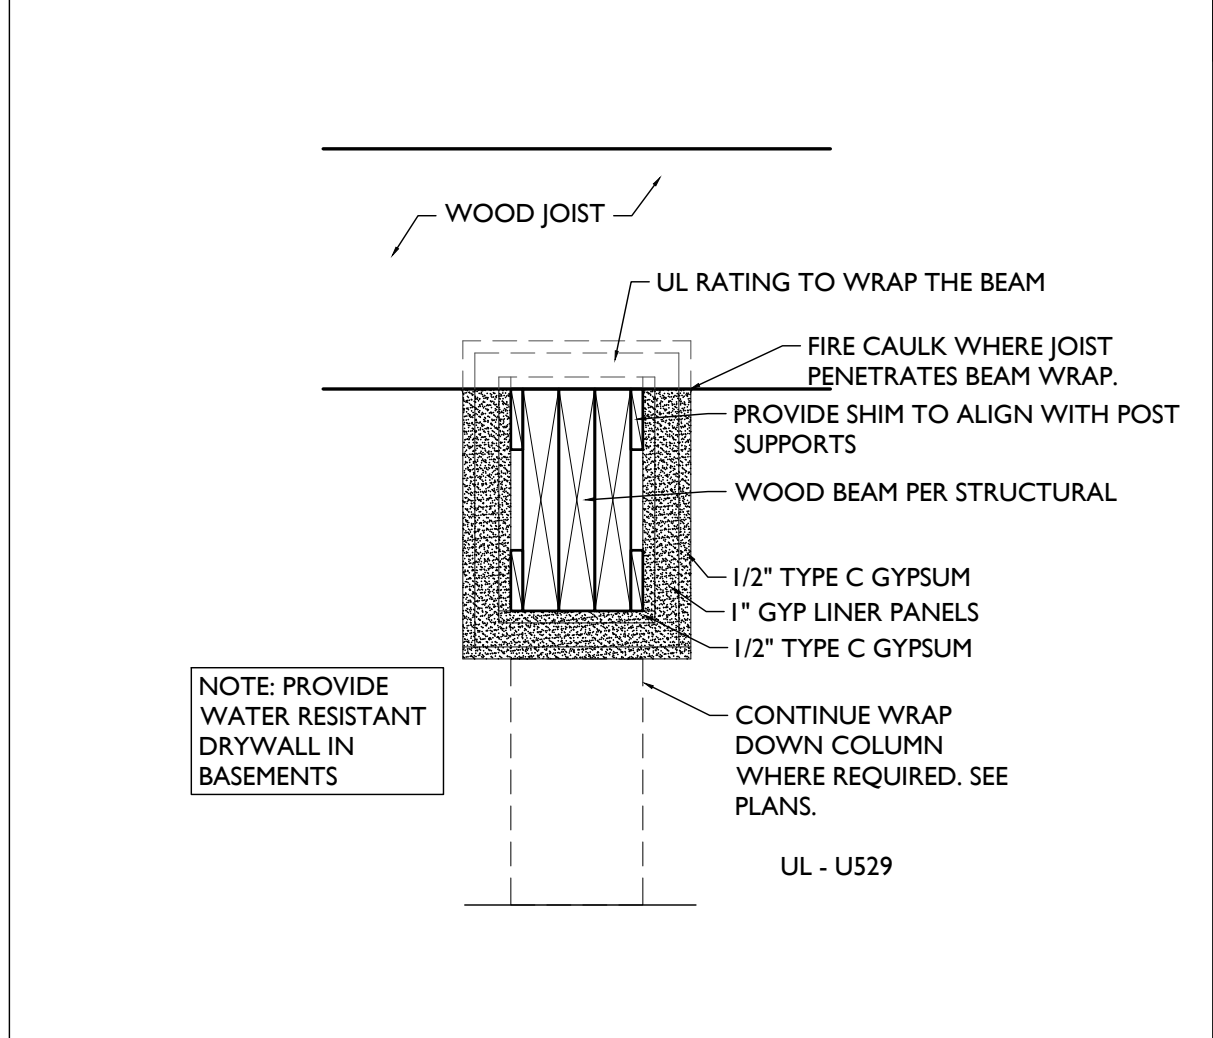 WOOD JOIST
UL RATING TO WRAP THE BEAM
FIRE CAULK WHERE JOIST
PENETRATES BEAM WRAP.
PROVIDE SHIM TO ALIGN WITH POST
SUPPORTS
WOOD BEAM PER STRUCTURAL
1/2" TYPE C GYPSUM
1" GYP LINER PANELS
1/2" TYPE C GYPSUM
NOTE: PROVIDE
WATER RESISTANT
DRYWALL IN
BASEMENTS
CONTINUE WRAP
DOWN COLUMN
WHERE REQUIRED. SEE
PLANS.
UL - U529